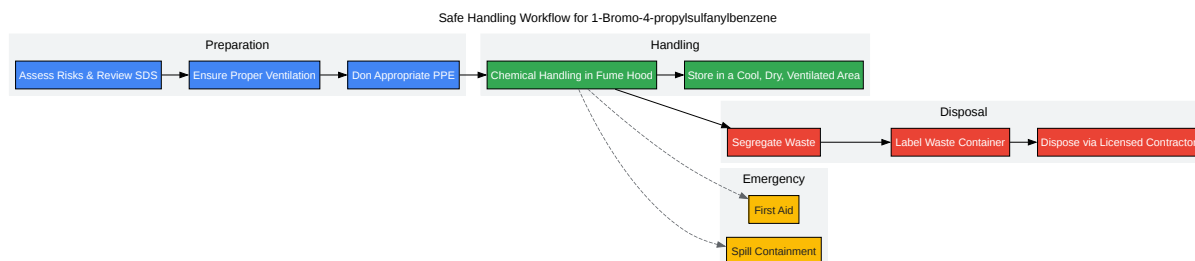 Safe Handling Workflow for 1-Bromo-4-propylsulfanylbenzene
Preparation
Assess Risks & Review SDS
Ensure Proper Ventilation
Don Appropriate PPE
Handling
Chemical Handling in Fume Hood
Store in a Cool, Dry, Ventilated Area
Disposal
Segregate Waste
Label Waste Container
Dispose via Licensed Contractor
Emergency
First Aid
Spill Containment